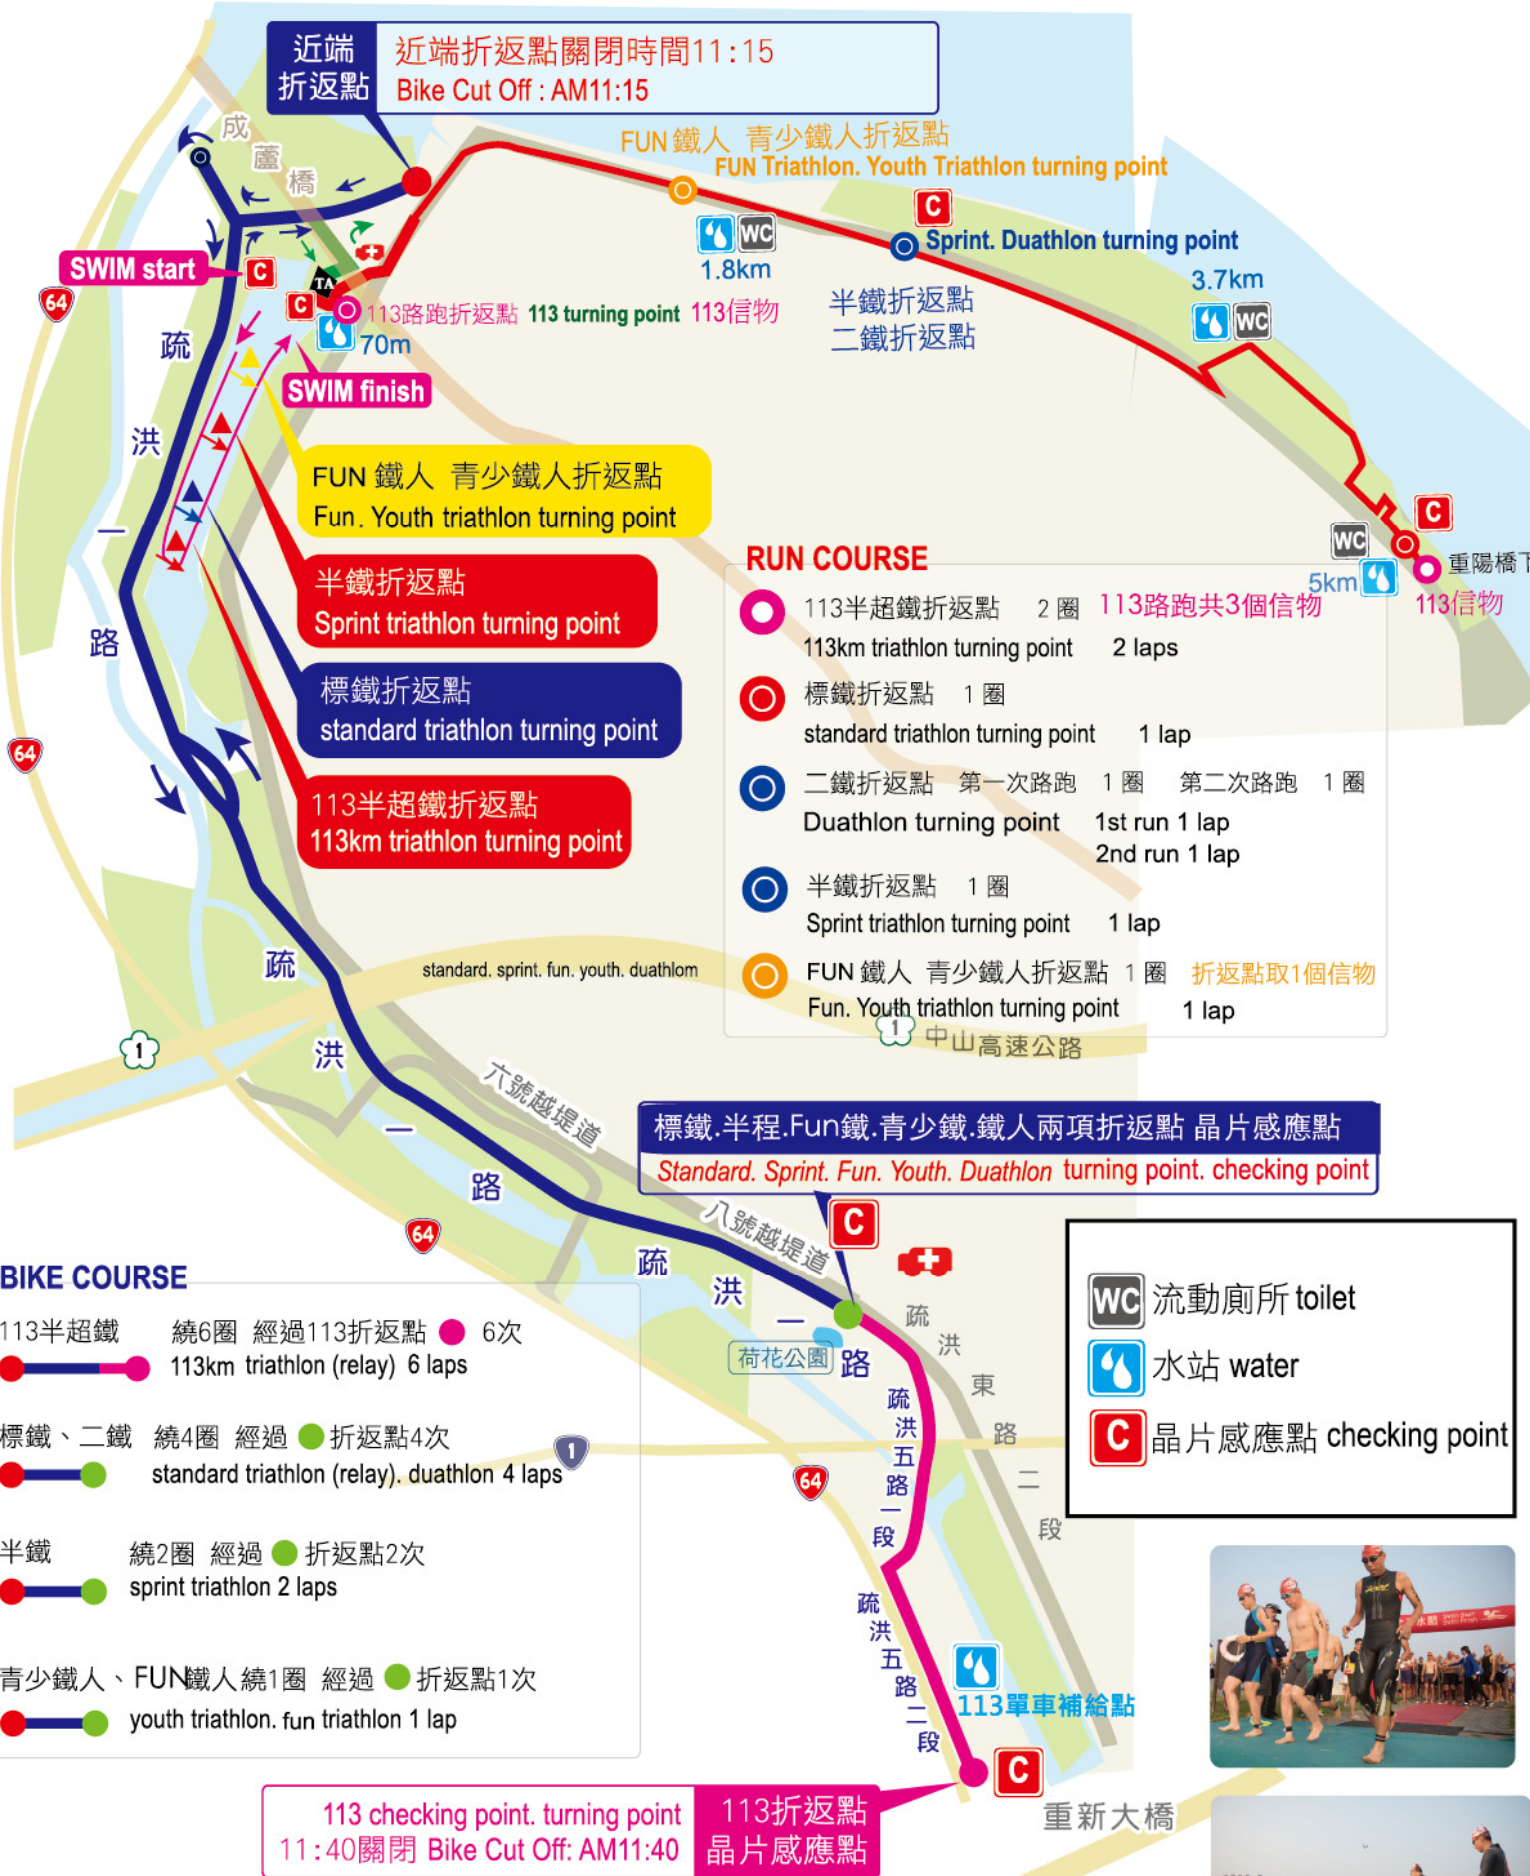 近端
折返點
近端折返點關閉時間11:15
Bike Cut Off : AM11:15
成蘆橋
FUN 鐵人 青少鐵人折返點
FUN Triathlon. Youth Triathlon turning point
C
Sprint. Duathlon turning point
WC
1.8km
半鐵折返點
二鐵折返點
3.7km
WC
SWIM start
C
TA
C
113路跑折返點 113 turning point 113信物
70m
64
SWIM finish
疏洪一路
FUN 鐵人 青少鐵人折返點
Fun. Youth triathlon turning point
半鐵折返點
Sprint triathlon turning point
標鐵折返點
standard triathlon turning point
113半超鐵折返點
113km triathlon turning point
64
C
WC
5km
重陽橋下
113信物
RUN COURSE
113半超鐵折返點 2 圈 113路跑共3個信物
113km triathlon turning point 2 laps
標鐵折返點 1 圈
standard triathlon turning point 1 lap
二鐵折返點 第一次路跑 1 圈 第二次路跑 1 圈
Duathlon turning point 1st run 1 lap
2nd run 1 lap
半鐵折返點 1 圈
Sprint triathlon turning point 1 lap
FUN 鐵人 青少鐵人折返點 1 圈 折返點取1個信物
Fun. Youth triathlon turning point 1 lap
standard. sprint. fun. youth. duathlom
1
1 中山高速公路
疏洪一路
六號越堤道
標鐵.半程.Fun鐵.青少鐵.鐵人兩項折返點 晶片感應點
Standard. Sprint. Fun. Youth. Duathlon turning point. checking point
C
八號越堤道
64
疏洪一路
荷花公園
疏洪東路二段
疏洪五路一段
1
64
疏洪五路二段
113單車補給點
C
重新大橋
113 checking point. turning point
11:40關閉 Bike Cut Off: AM11:40
113折返點
晶片感應點
BIKE COURSE
113半超鐵 繞6圈 經過113折返點 6次
113km triathlon (relay) 6 laps
標鐵、二鐵 繞4圈 經過 折返點4次
standard triathlon (relay). duathlon 4 laps
半鐵 繞2圈 經過 折返點2次
sprint triathlon 2 laps
青少鐵人、FUN鐵人繞1圈 經過 折返點1次
youth triathlon. fun triathlon 1 lap
WC 流動廁所 toilet
水站 water
C 晶片感應點 checking point